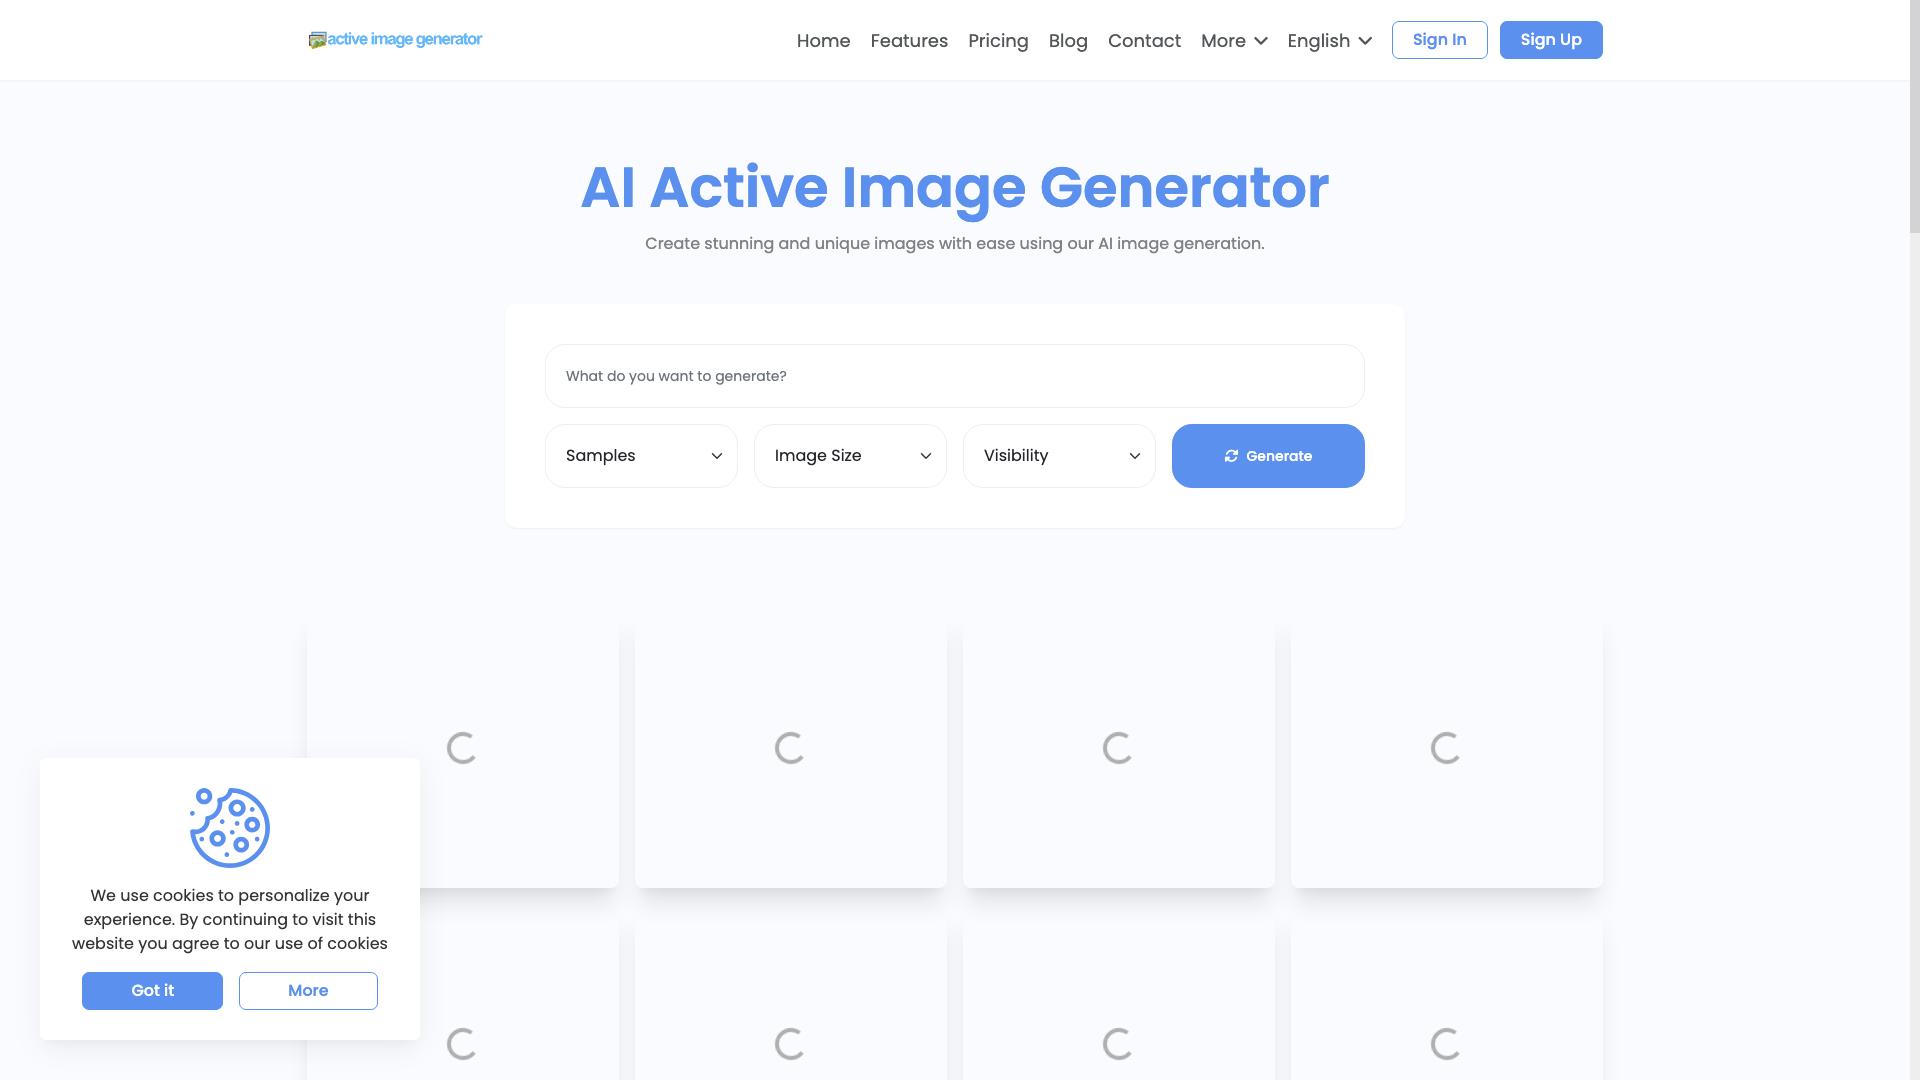 active image generator
Home
Features
Pricing
Blog
Contact
More
English
Sign In
Sign Up
AI Active Image Generator
Create stunning and unique images with ease using our AI image generation.
What do you want to generate?
Samples
Image Size
Visibility
Generate
We use cookies to personalize your
experience. By continuing to visit this
website you agree to our use of cookies
Got it
More